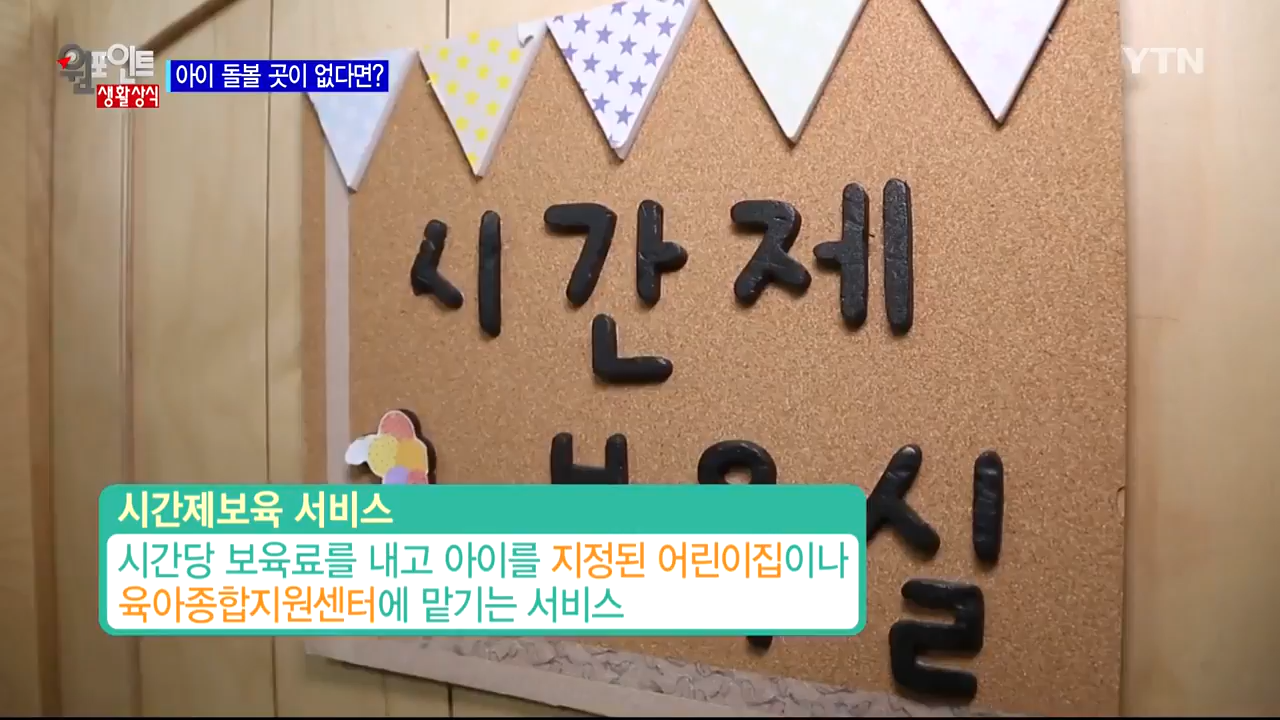 원포인트
생활상식
아이 돌볼 곳이 없다면?
YTN
시간제
보육실
시간제보육 서비스
시간당 보육료를 내고 아이를 지정된 어린이집이나
육아종합지원센터에 맡기는 서비스